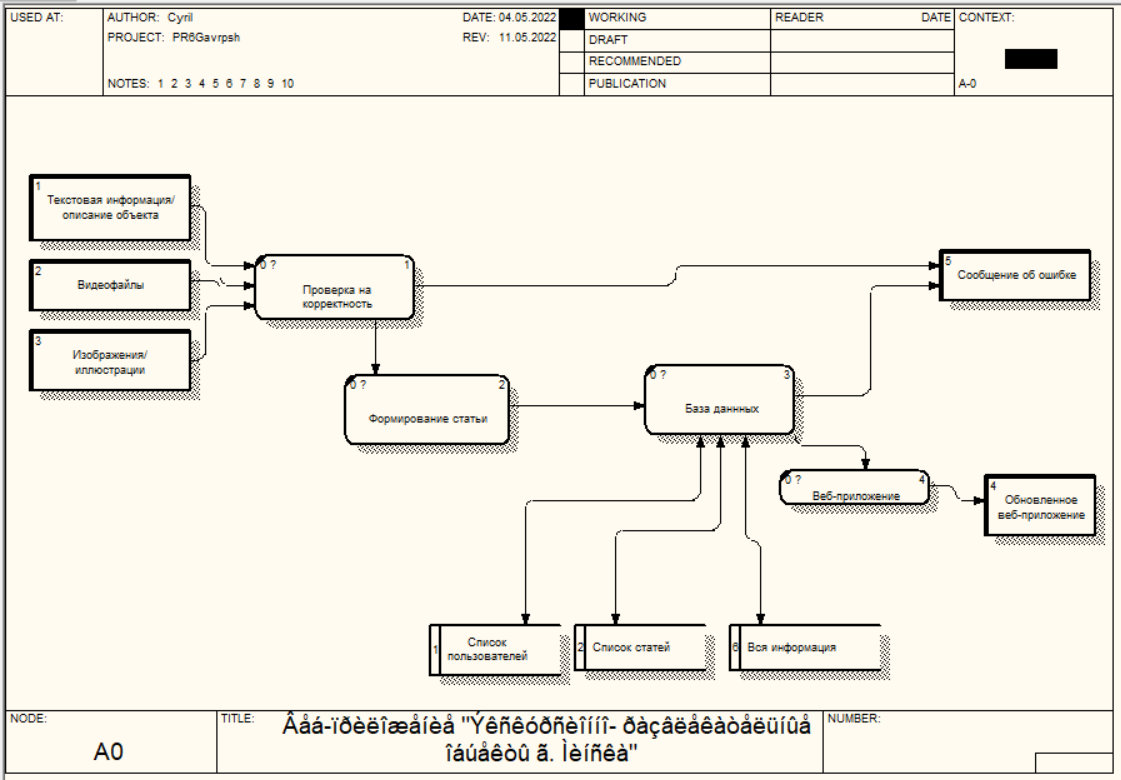 USED AT:
AUTHOR: Cyril
DATE: 04.05.2022
PROJECT: PR6Gavrpsh
REV: 11.05.2022
NOTES: 1 2 3 4 5 6 7 8 9 10
WORKING
DRAFT
RECOMMENDED
PUBLICATION
READER
DATE
CONTEXT:
A-0
1
Текстовая информация/
описание объекта
2
Видеофайлы
3
Изображения/
иллюстрации
0 ?
1
Проверка на
корректность
5
Сообщение об ошибке
0 ?
2
Формирование статьи
0 ?
3
База даннных
0 ?
4
Веб-приложение
4
Обновленное
веб-приложение
1
Список
пользователей
2
Список статей
6
Вся информация
NODE:
A0
TITLE:
Âåá-ïðèëîæåíèå "Ýêñêóðñèîííî- ðàçâëåêàòåëüíûå
îáúåêòû ã. Ìèíñêà"
NUMBER: